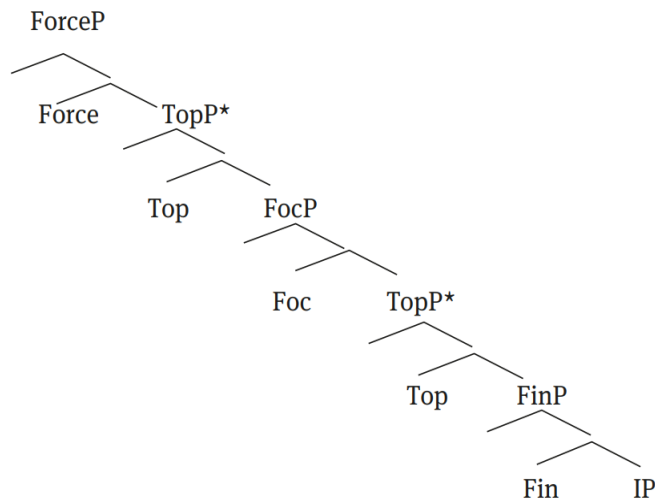 ForceP
Force TopP*
Top FocP
Foc TopP*
Top FinP
Fin IP